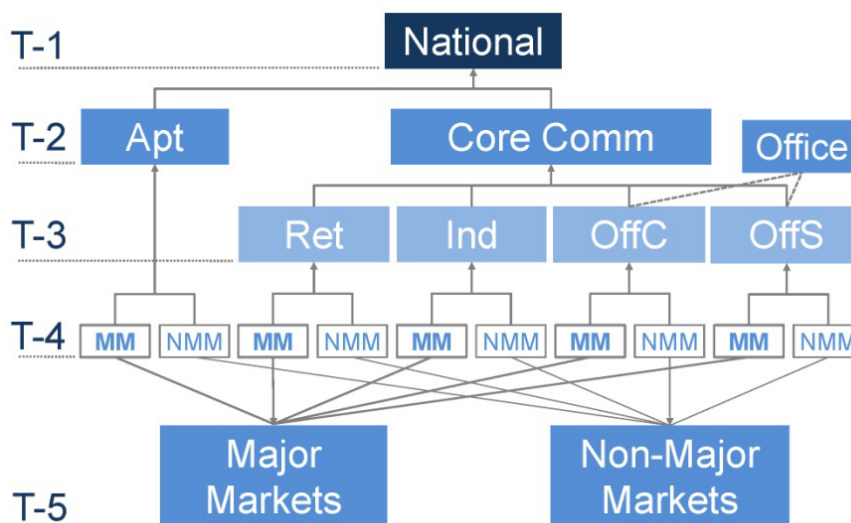 T-1
National
T-2
Apt
Core Comm
Office
T-3
Ret
Ind
OffC
OffS
T-4
MM
NMM
MM
NMM
MM
NMM
MM
NMM
MM
NMM
Major
Markets
Non-Major
Markets
T-5